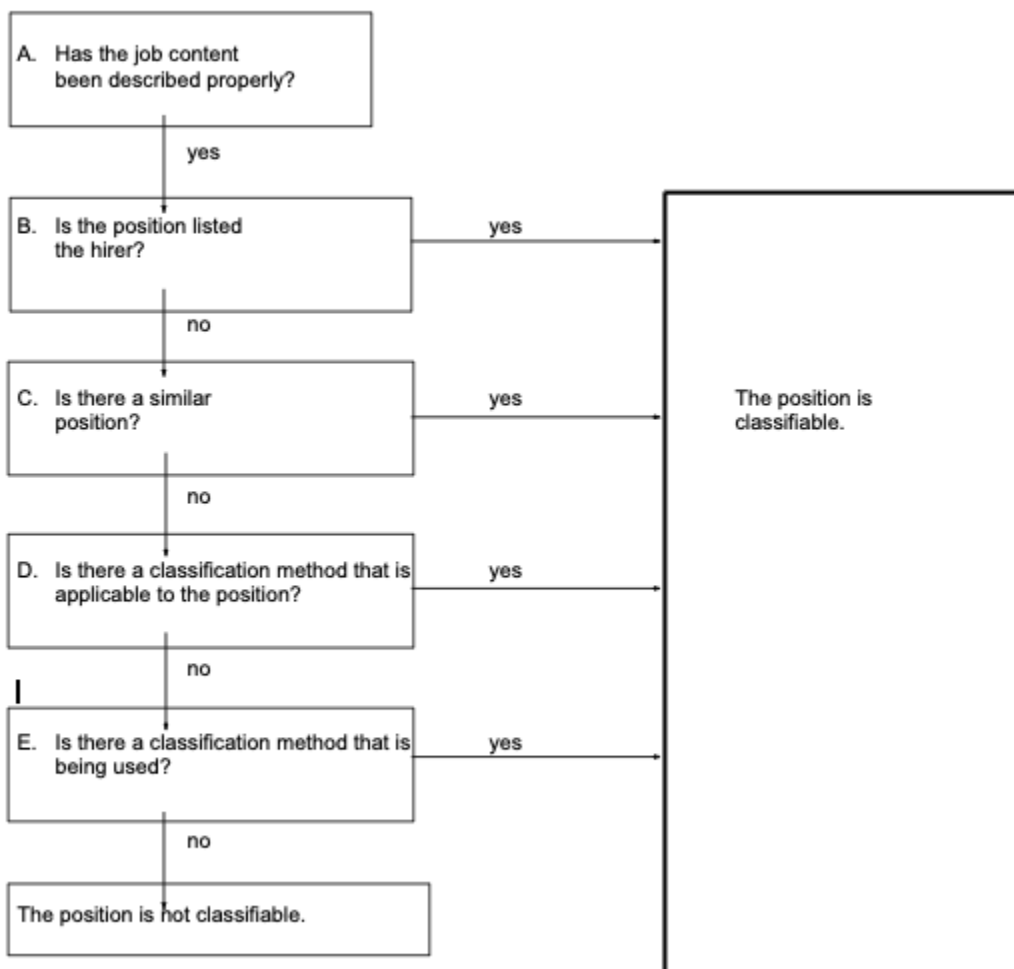 A. Has the job content
been described properly?
yes
B. Is the position listed
the hirer?
yes
no
C. Is there a similar
position?
yes
The position is
classifiable.
no
D. Is there a classification method that is
applicable to the position?
yes
no
E. Is there a classification method that is
being used?
yes
no
The position is not classifiable.